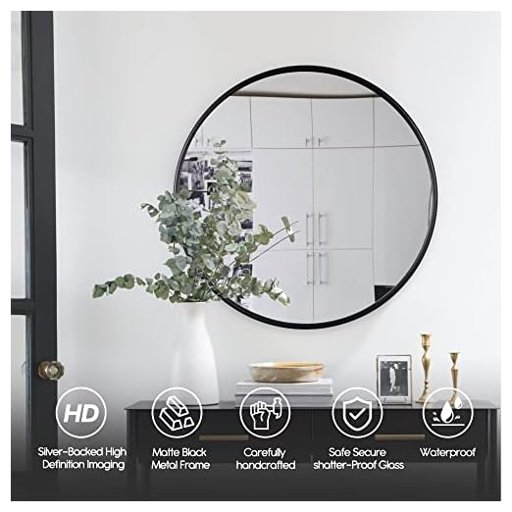 HD
Silver-Backed High
Definition Imaging
Matte Black
Metal Frame
Carefully
handcrafted
Safe Secure
shatter-Proof Glass
Waterproof